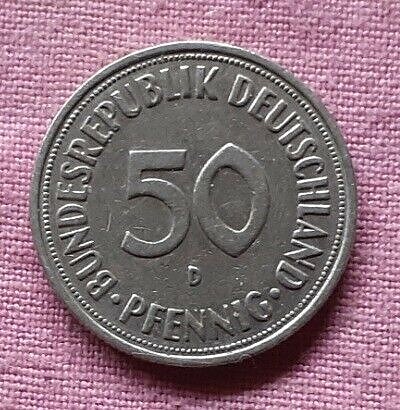 BUNDESREPUBLIK DEUTSCHLAND
50
D
· PFENNIG ·